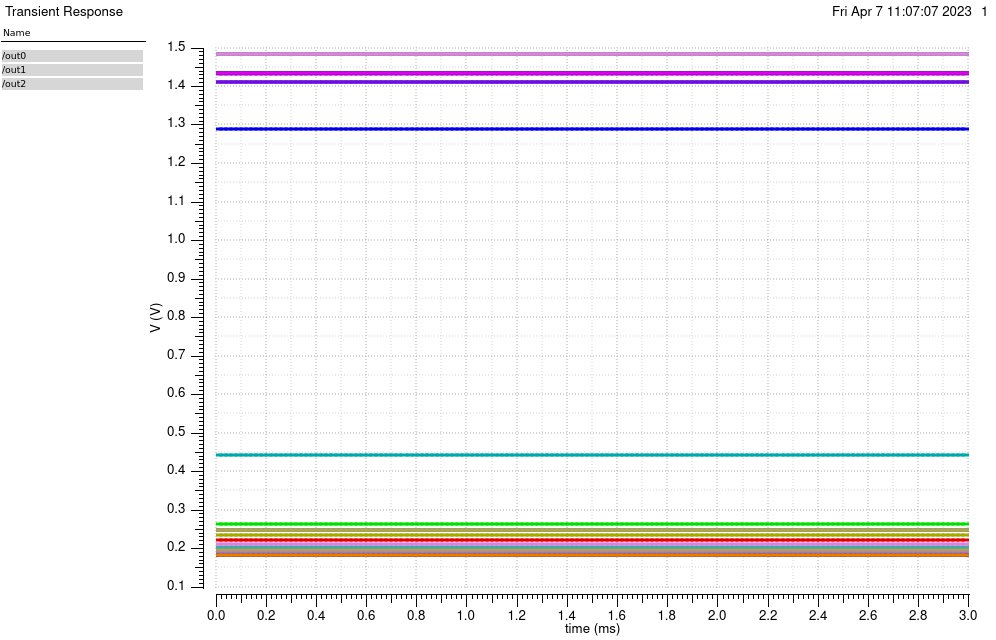 Transient Response
Fri Apr 7 11:07:07 2023 1
Name
/out0
/out1
/out2
1.5
1.4
1.3
1.2
1.1
1.0
0.9
0.8
0.7
0.6
0.5
0.4
0.3
0.2
0.1
V (V)
0.0 0.2 0.4 0.6 0.8 1.0 1.2 1.4 1.6 1.8 2.0 2.2 2.4 2.6 2.8 3.0
time (ms)